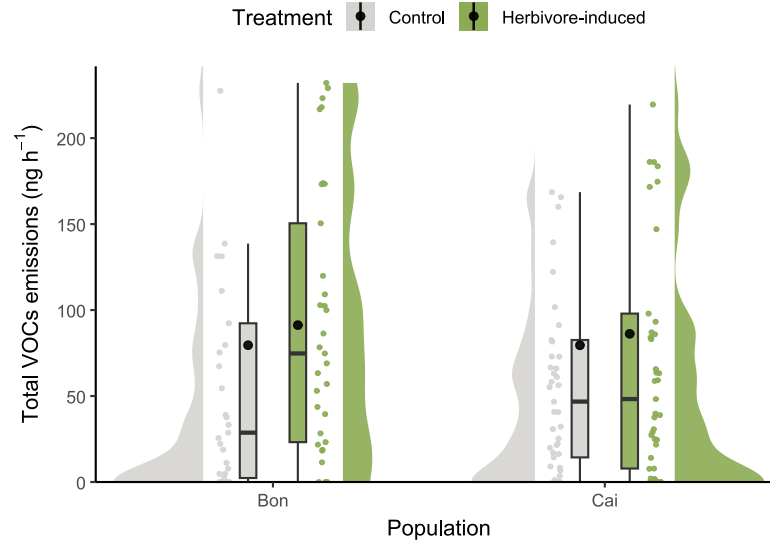 Treatment Control Herbivore-induced
Total VOCs emissions (ng h⁻¹)
200
150
100
50
0
Bon Cai
Population